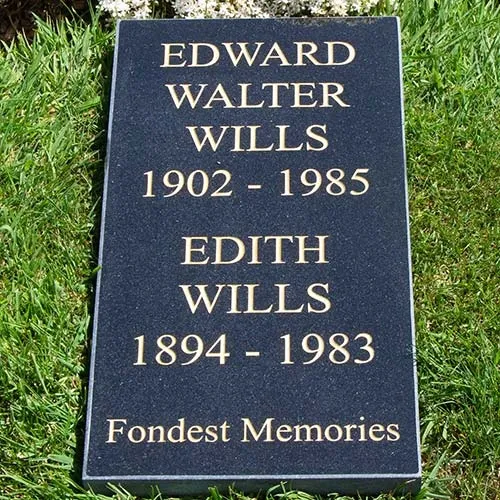 EDWARD
WALTER
WILLS
1902 - 1985
EDITH
WILLS
1894 - 1983
Fondest Memories